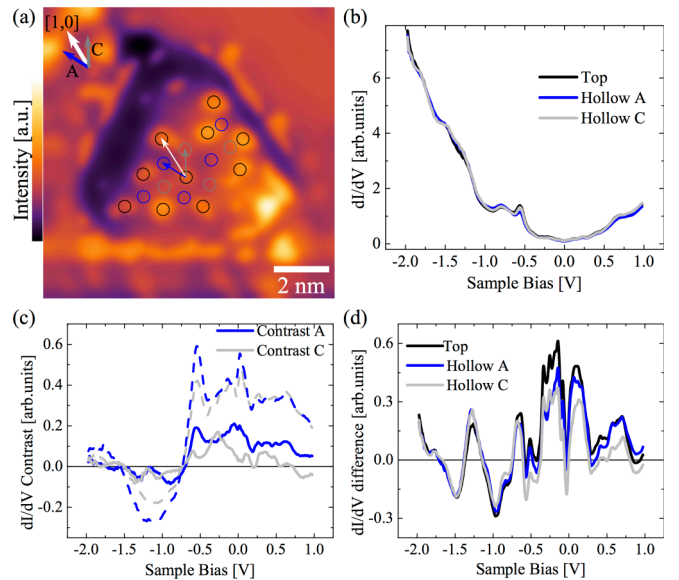 (a)
[1,0]
C
A
Intensity [a.u.]
2 nm
(b)
dI/dV [arb.units]
Top
Hollow A
Hollow C
8
6
4
2
0
-2.0 -1.5 -1.0 -0.5 0.0 0.5 1.0
Sample Bias [V]
(c)
dI/dV Contrast [arb.units]
Contrast A
Contrast C
0.6
0.4
0.2
0.0
-0.2
-2.0 -1.5 -1.0 -0.5 0.0 0.5 1.0
Sample Bias [V]
(d)
dI/dV difference [arb.units]
Top
Hollow A
Hollow C
0.6
0.3
0.0
-0.3
-2.0 -1.5 -1.0 -0.5 0.0 0.5 1.0
Sample Bias [V]